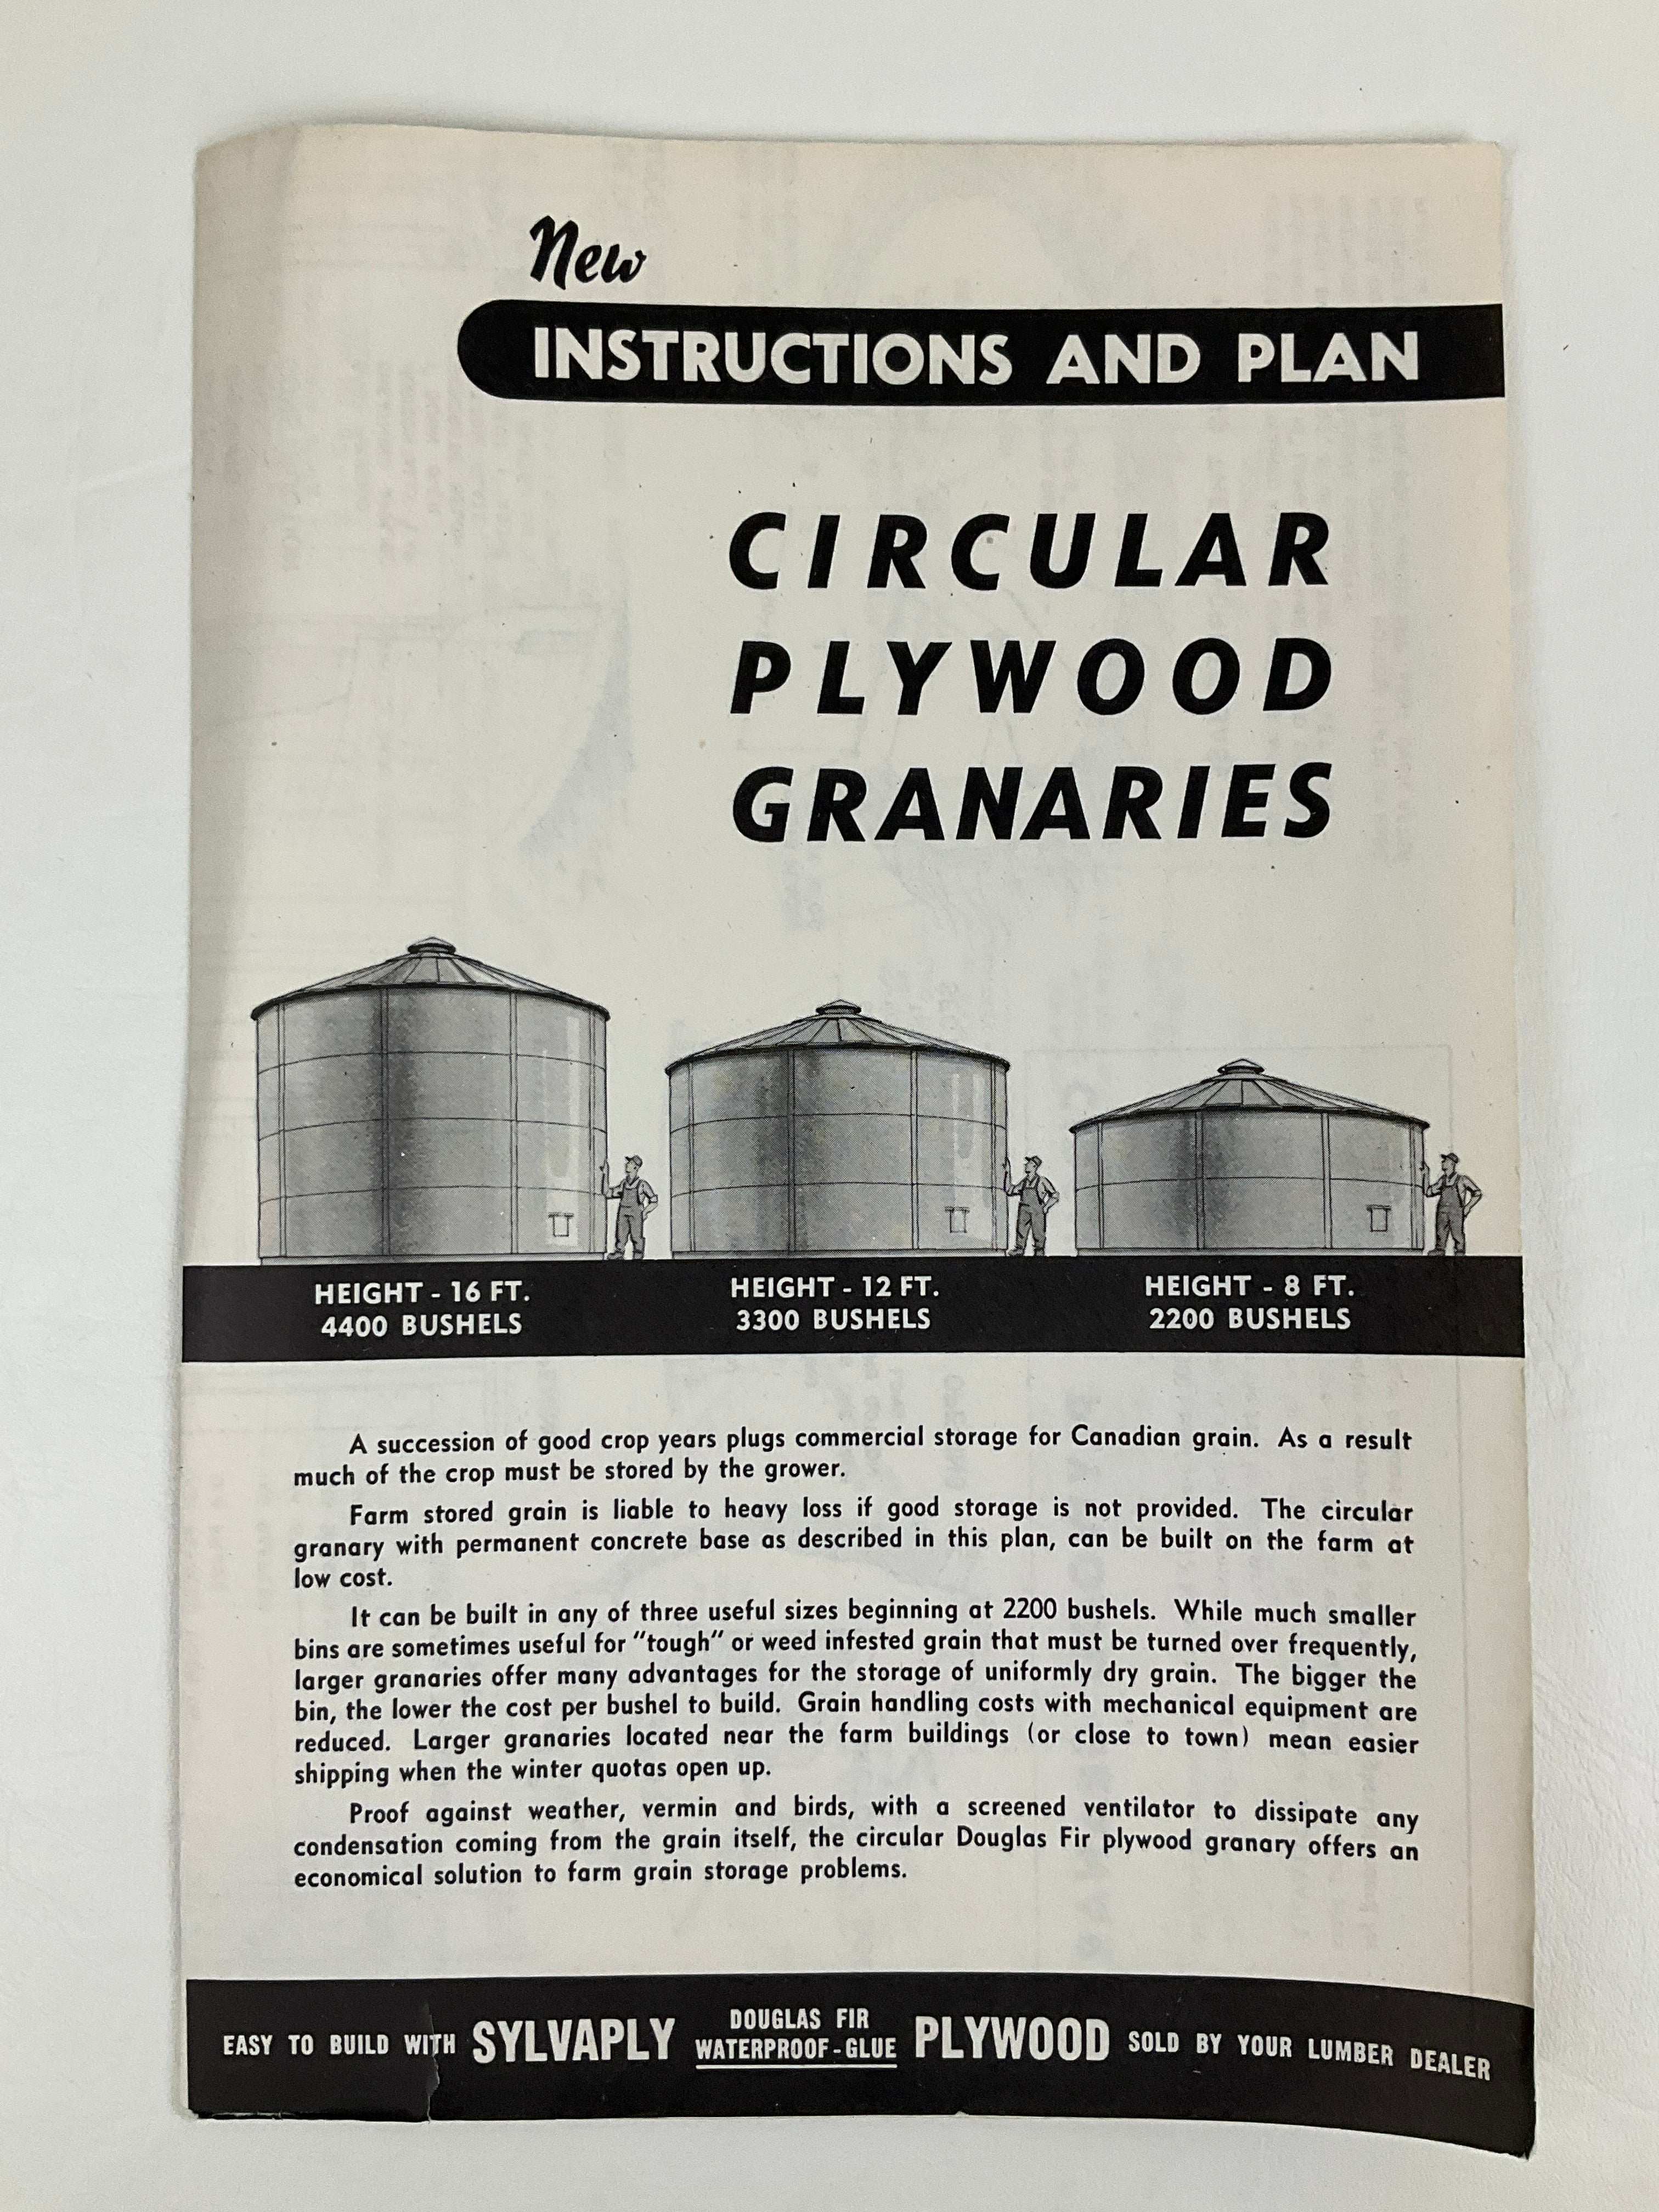 New
INSTRUCTIONS AND PLAN
CIRCULAR
PLYWOOD
GRANARIES
HEIGHT - 16 FT.
4400 BUSHELS
HEIGHT - 12 FT.
3300 BUSHELS
HEIGHT - 8 FT.
2200 BUSHELS
A succession of good crop years plugs commercial storage for Canadian grain. As a result
much of the crop must be stored by the grower.
Farm stored grain is liable to heavy loss if good storage is not provided. The circular
granary with permanent concrete base as described in this plan, can be built on the farm at
low cost.
It can be built in any of three useful sizes beginning at 2200 bushels. While much smaller
bins are sometimes useful for "tough" or weed infested grain that must be turned over frequently,
larger granaries offer many advantages for the storage of uniformly dry grain. The bigger the
bin, the lower the cost per bushel to build. Grain handling costs with mechanical equipment are
reduced. Larger granaries located near the farm buildings (or close to town) mean easier
shipping when the winter quotas open up.
Proof against weather, vermin and birds, with a screened ventilator to dissipate any
condensation coming from the grain itself, the circular Douglas Fir plywood granary offers an
economical solution to farm grain storage problems.
EASY TO BUILD WITH SYLVAPLY DOUGLAS FIR WATERPROOF-GLUE PLYWOOD SOLD BY YOUR LUMBER DEALER